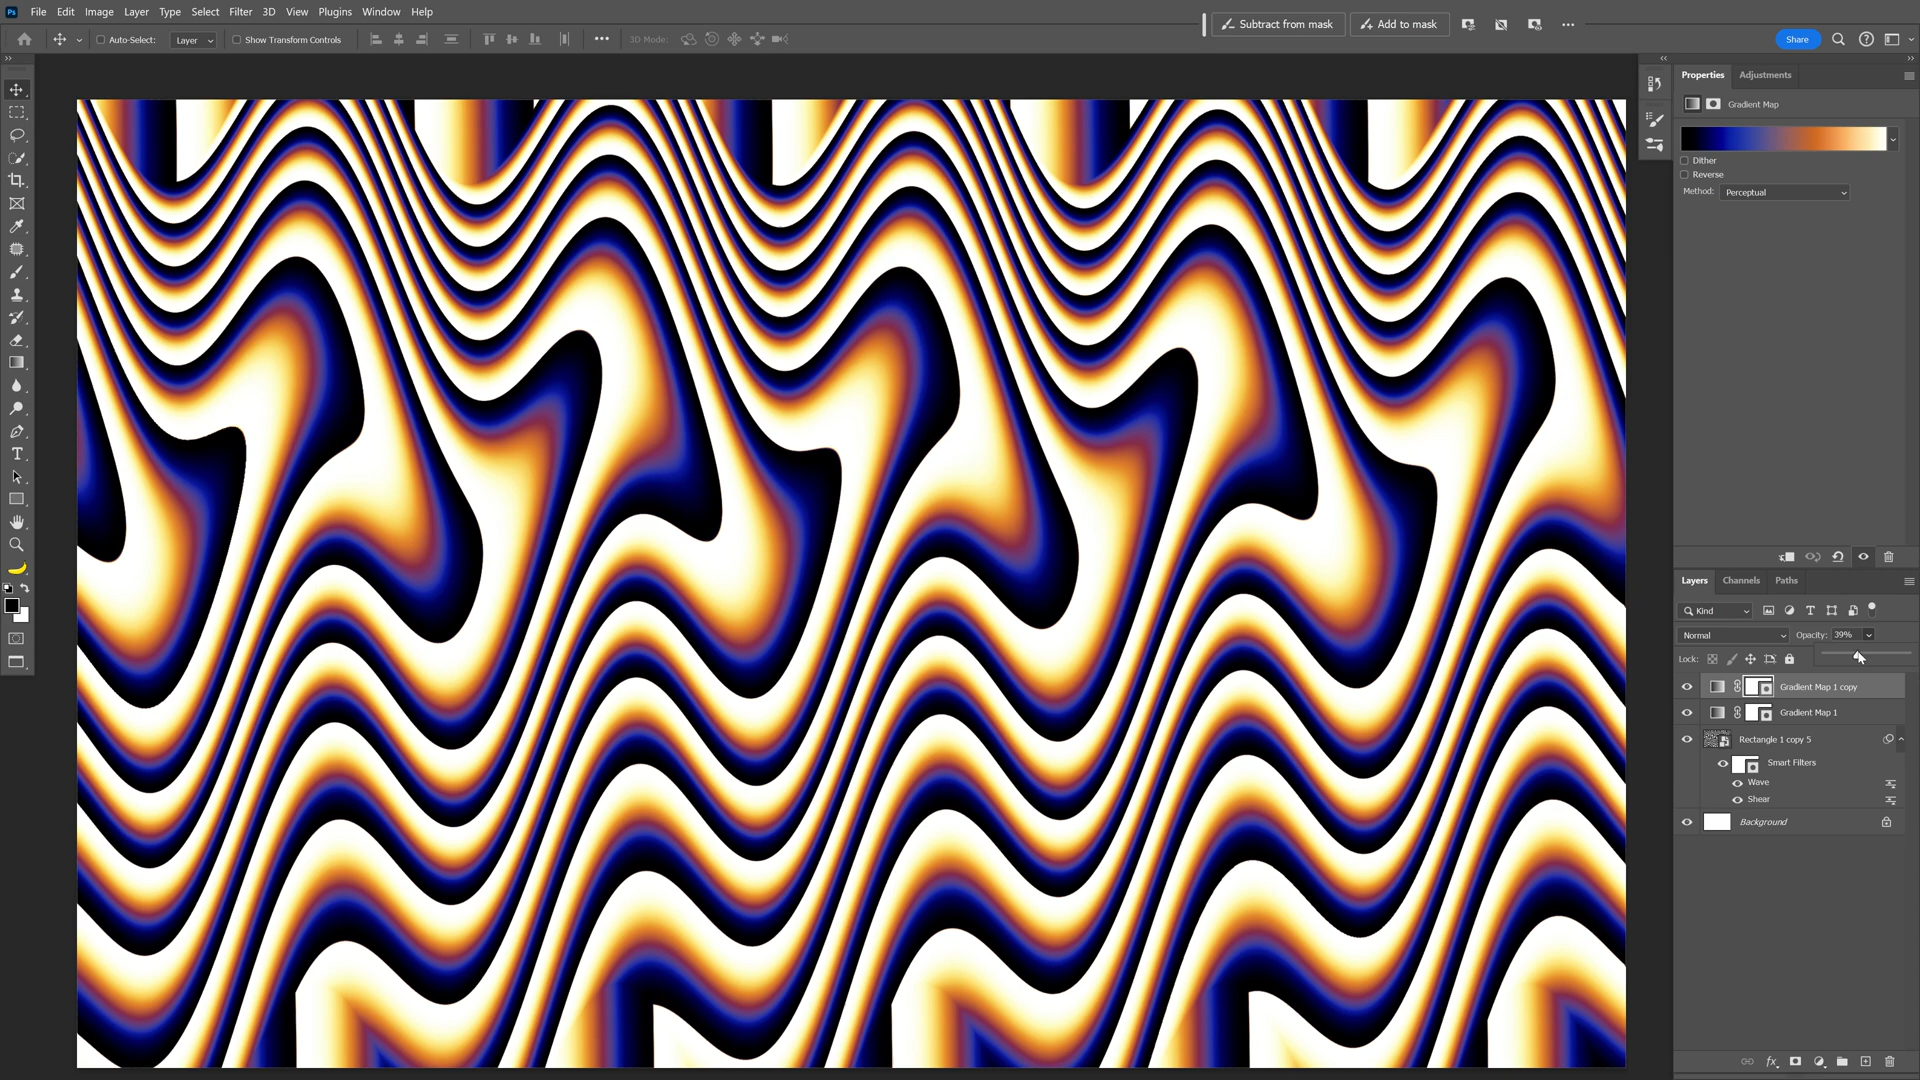 Ps File Edit Image Layer Type Select Filter 3D View Plugins Window Help
Subtract from mask Add to mask
Auto-Select: Layer Show Transform Controls 3D Mode: Share
Properties Adjustments
Gradient Map
Dither
Reverse
Method: Perceptual
Layers Channels Paths
Kind
Normal Opacity: 39%
Lock:
Gradient Map 1 copy
Gradient Map 1
Rectangle 1 copy 5
Smart Filters
Wave
Shear
Background